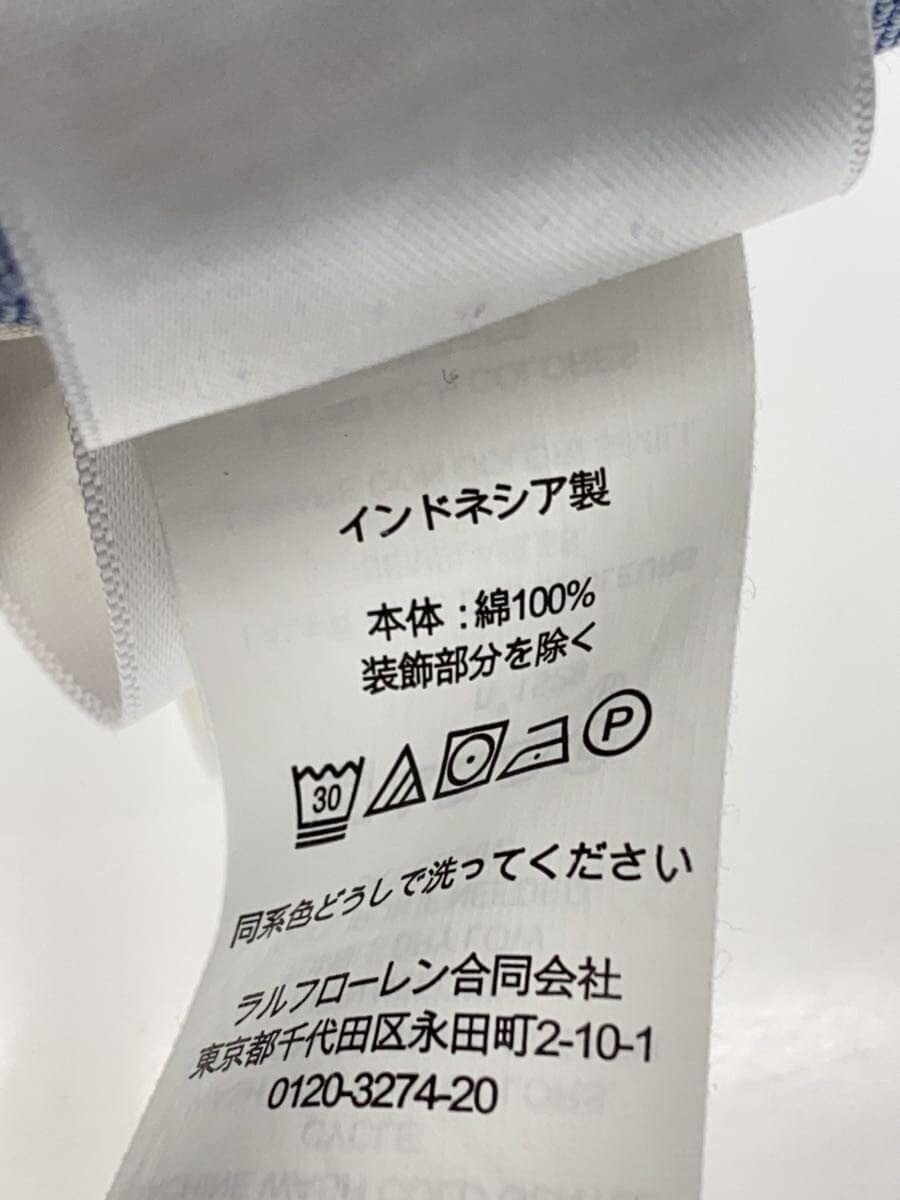 インドネシア製
本体 : 綿100%
装飾部分を除く
30
P
同系色どうしで洗ってください
ラルフローレン合同会社
東京都千代田区永田町2-10-1
0120-3274-20